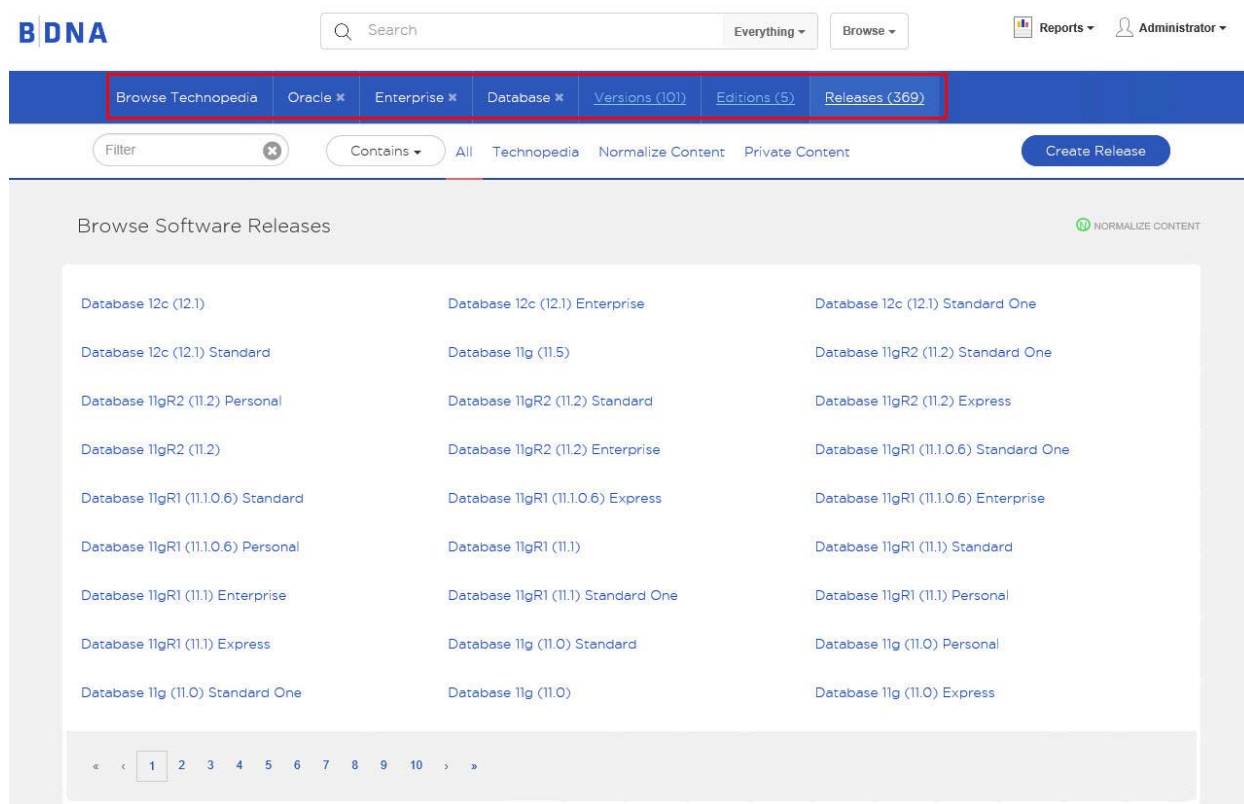 BDNA Search Everything Browse Reports Administrator
Browse Technopedia Oracle × Enterprise × Database × Versions (101) Editions (5) Releases (369)
Filter Contains All Technopedia Normalize Content Private Content Create Release
Browse Software Releases N NORMALIZE CONTENT
Database 12c (12.1) Database 12c (12.1) Enterprise Database 12c (12.1) Standard One
Database 12c (12.1) Standard Database 11g (11.5) Database 11gR2 (11.2) Standard One
Database 11gR2 (11.2) Personal Database 11gR2 (11.2) Standard Database 11gR2 (11.2) Express
Database 11gR2 (11.2) Database 11gR2 (11.2) Enterprise Database 11gR1 (11.1.0.6) Standard One
Database 11gR1 (11.1.0.6) Standard Database 11gR1 (11.1.0.6) Express Database 11gR1 (11.1.0.6) Enterprise
Database 11gR1 (11.1.0.6) Personal Database 11gR1 (11.1) Database 11gR1 (11.1) Standard
Database 11gR1 (11.1) Enterprise Database 11gR1 (11.1) Standard One Database 11gR1 (11.1) Personal
Database 11gR1 (11.1) Express Database 11g (11.0) Standard Database 11g (11.0) Personal
Database 11g (11.0) Standard One Database 11g (11.0) Database 11g (11.0) Express
« ‹ 1 2 3 4 5 6 7 8 9 10 › »